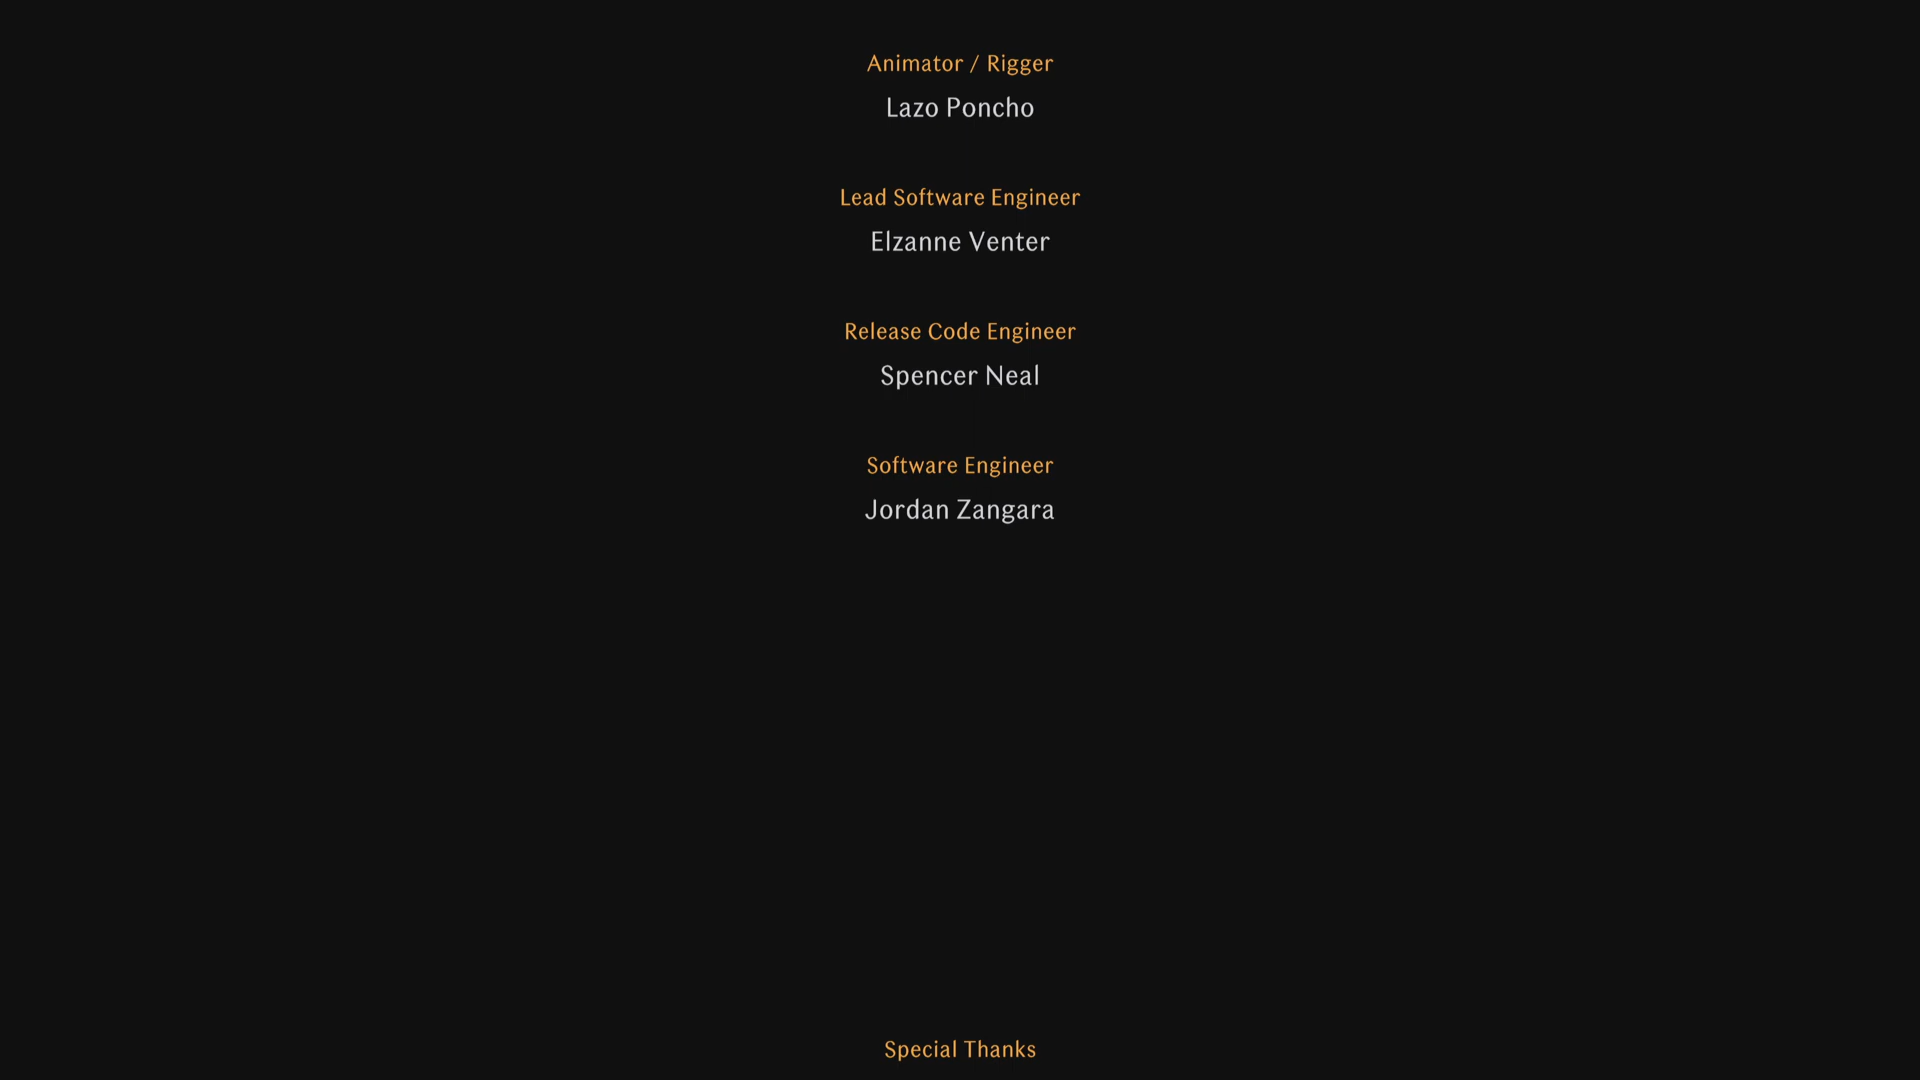 Animator / Rigger
Lazo Poncho
Lead Software Engineer
Elzanne Venter
Release Code Engineer
Spencer Neal
Software Engineer
Jordan Zangara
Special Thanks